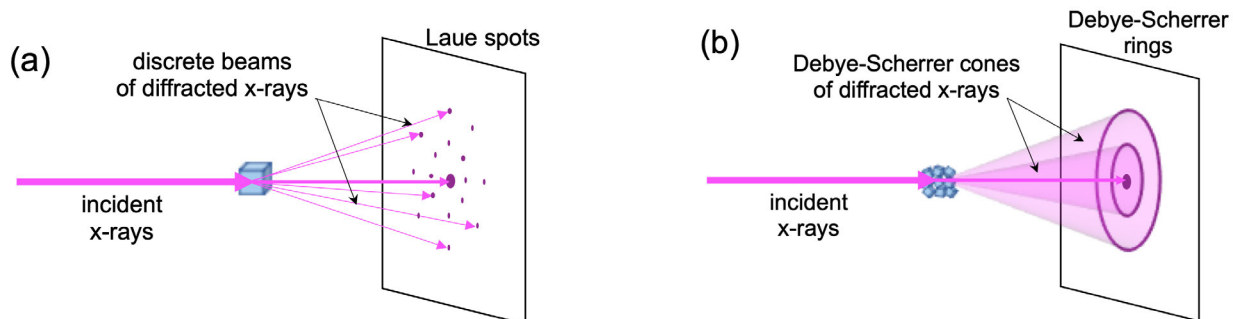 (a)
Laue spots
discrete beams
of diffracted x-rays
incident
x-rays
(b)
Debye-Scherrer
rings
Debye-Scherrer cones
of diffracted x-rays
incident
x-rays